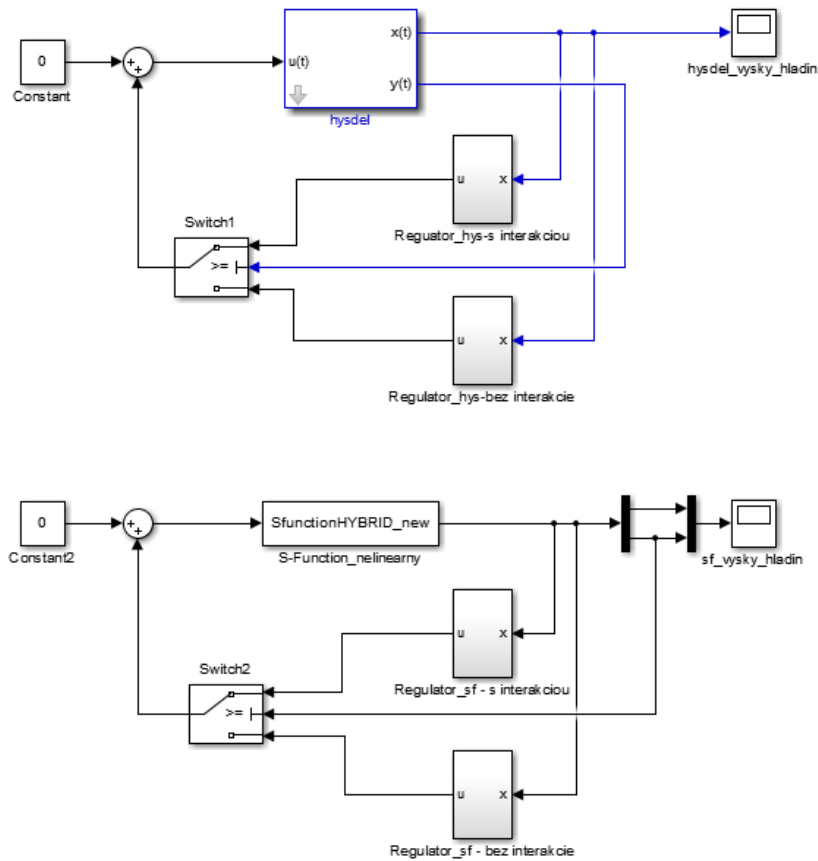 x(t)
0
u(t)
y(t)
Constant
hysdel
hysdel_vysky_hladin
u x
Reguator_hys-s interakciou
Switch1
>=
u x
Regulator_hys-bez interakcie
0
SfunctionHYBRID_new
Constant2
S-Function_nelinearny
sf_vysky_hladin
u x
Regulator_sf - s interakciou
Switch2
>=
u x
Regulator_sf - bez interakcie